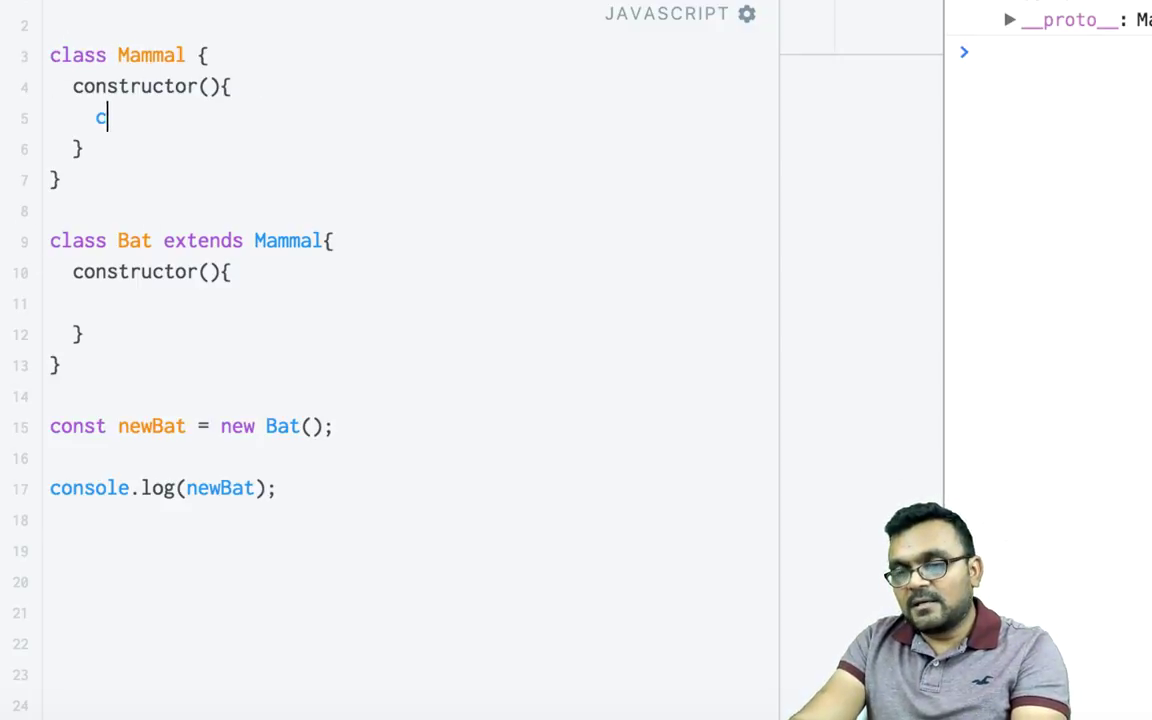 JAVASCRIPT
2
3 class Mammal {
4 constructor(){
5 c
6 }
7 }
8
9 class Bat extends Mammal{
10 constructor(){
11
12 }
13 }
14
15 const newBat = new Bat();
16
17 console.log(newBat);
18
19
20
21
22
23
24
▶ __proto__: Ma
>